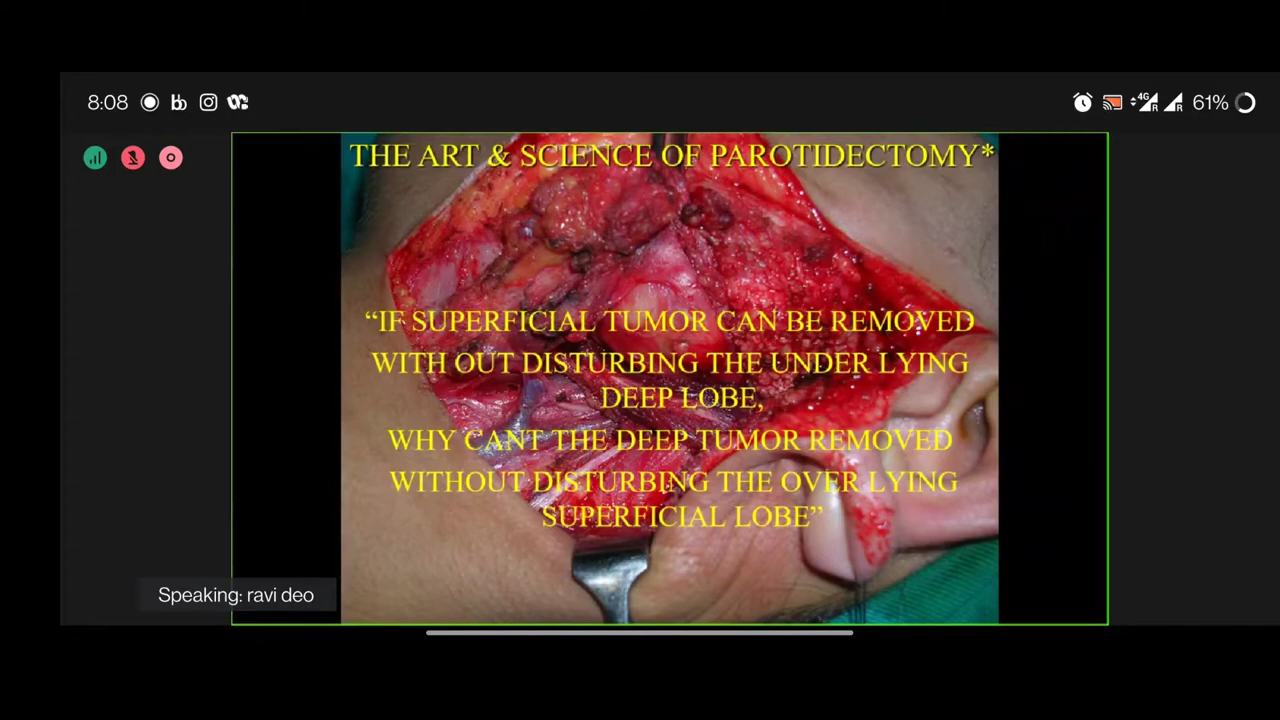 8:08
4G
R
R
61%
THE ART & SCIENCE OF PAROTIDECTOMY*
“IF SUPERFICIAL TUMOR CAN BE REMOVED
WITH OUT DISTURBING THE UNDER LYING
DEEP LOBE,
WHY CANT THE DEEP TUMOR REMOVED
WITHOUT DISTURBING THE OVER LYING
SUPERFICIAL LOBE”
Speaking: ravi deo